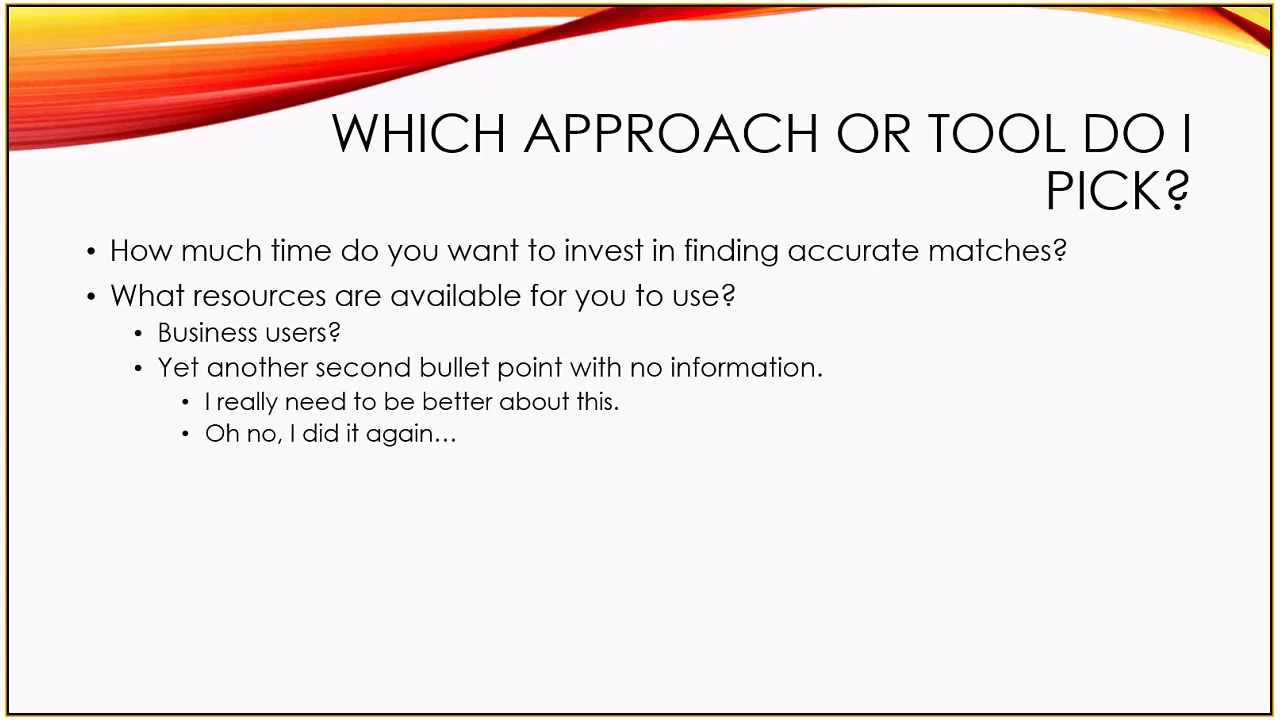 WHICH APPROACH OR TOOL DO I
PICK?
• How much time do you want to invest in finding accurate matches?
• What resources are available for you to use?
• Business users?
• Yet another second bullet point with no information.
• I really need to be better about this.
• Oh no, I did it again…